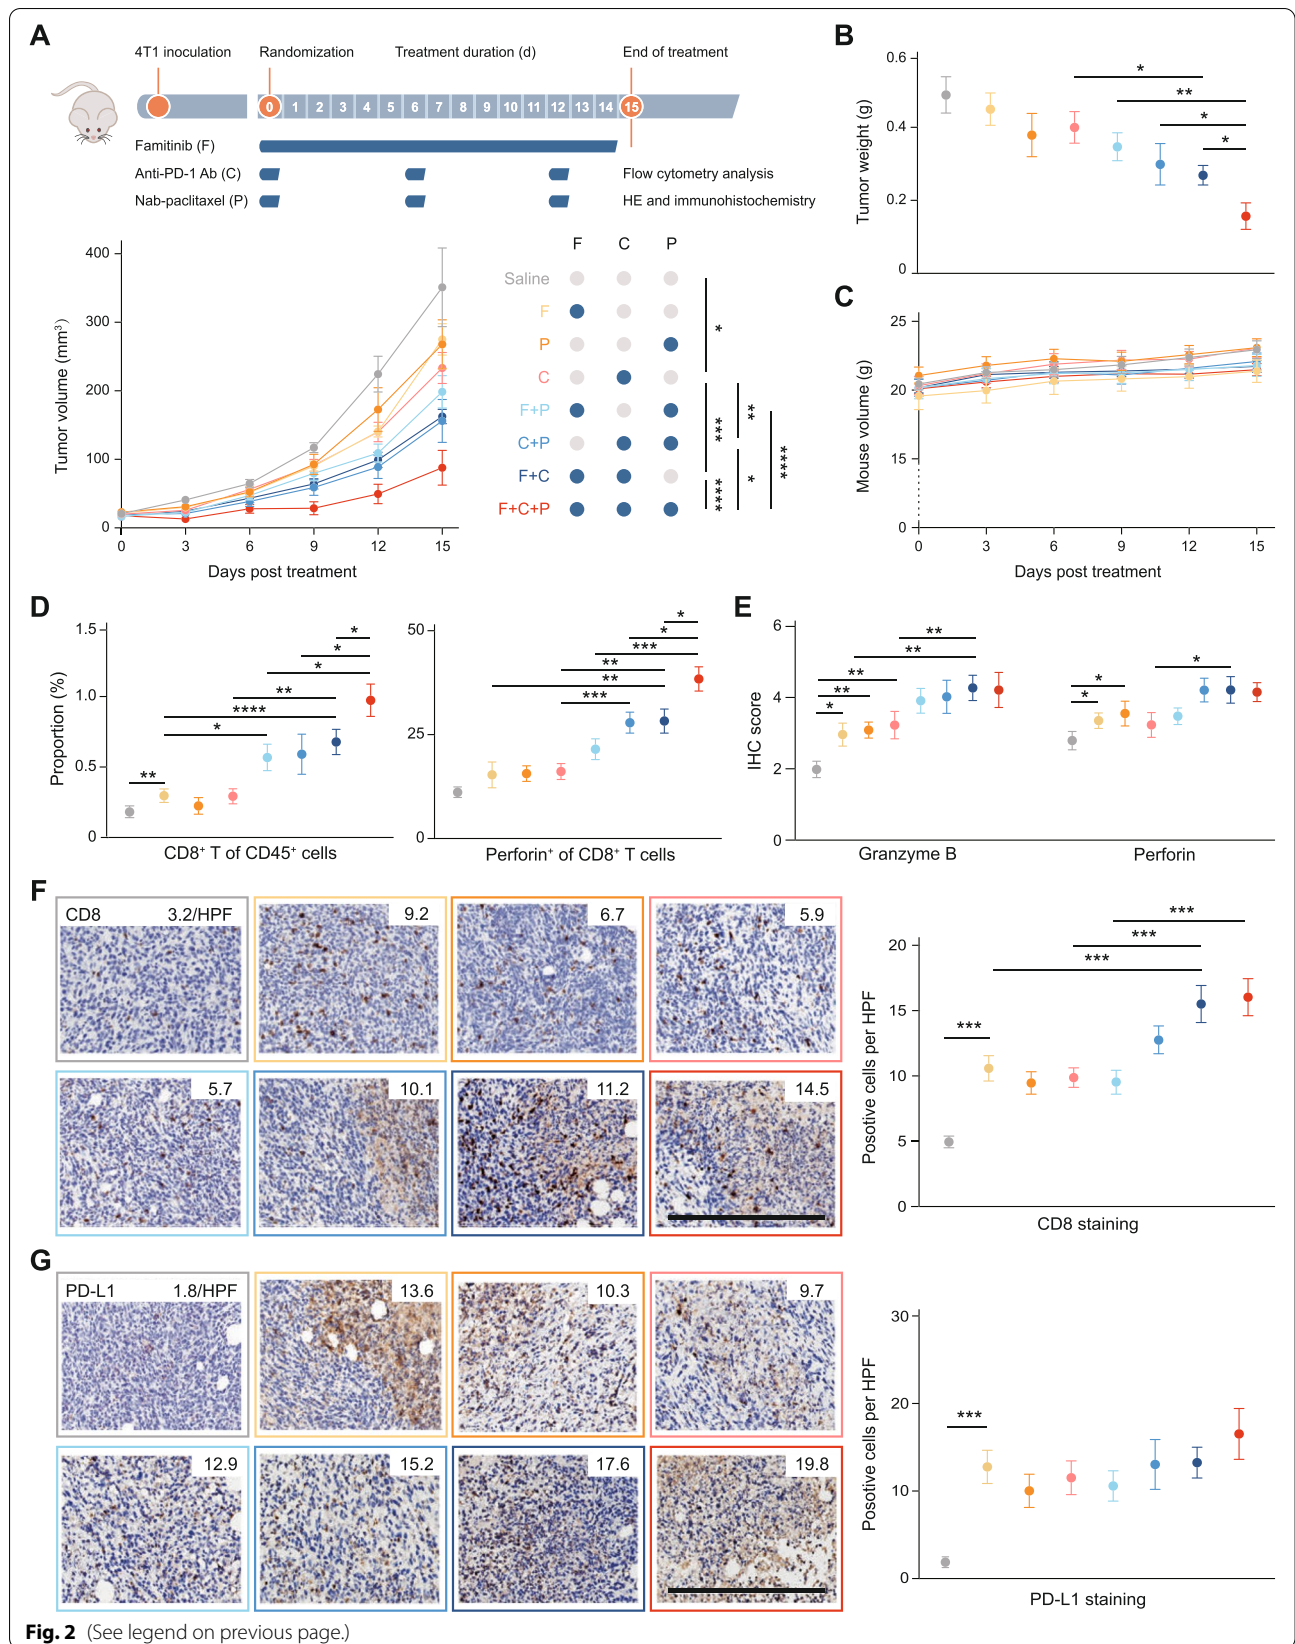 A
4T1 inoculation Randomization Treatment duration (d) End of treatment
0 1 2 3 4 5 6 7 8 9 10 11 12 13 14 15
Famitinib (F)
Anti-PD-1 Ab (C) Flow cytometry analysis
Nab-paclitaxel (P) HE and immunohistochemistry
Tumor volume (mm³)
400
300
200
100
0
0 3 6 9 12 15
Days post treatment
F C P
Saline
F
P
C
F+P
C+P
F+C
F+C+P
*
***
****
**
*
****
B
Tumor weight (g)
0.6
0.4
0.2
0
*
**
*
*
C
Mouse volume (g)
25
20
15
0
0 3 6 9 12 15
Days post treatment
D
Proportion (%)
1.5
1.0
0.5
0
*
*
*
**
****
*
**
CD8⁺ T of CD45⁺ cells
50
25
0
*
*
***
**
**
***
Perforin⁺ of CD8⁺ T cells
E
IHC score
6
4
2
0
**
**
**
**
*
*
*
*
Granzyme B Perforin
F
CD8 3.2/HPF 9.2 6.7 5.9
5.7 10.1 11.2 14.5
Posotive cells per HPF
20
15
10
5
0
***
***
***
***
CD8 staining
G
PD-L1 1.8/HPF 13.6 10.3 9.7
12.9 15.2 17.6 19.8
Posotive cells per HPF
30
20
10
0
***
PD-L1 staining
Fig. 2 (See legend on previous page.)